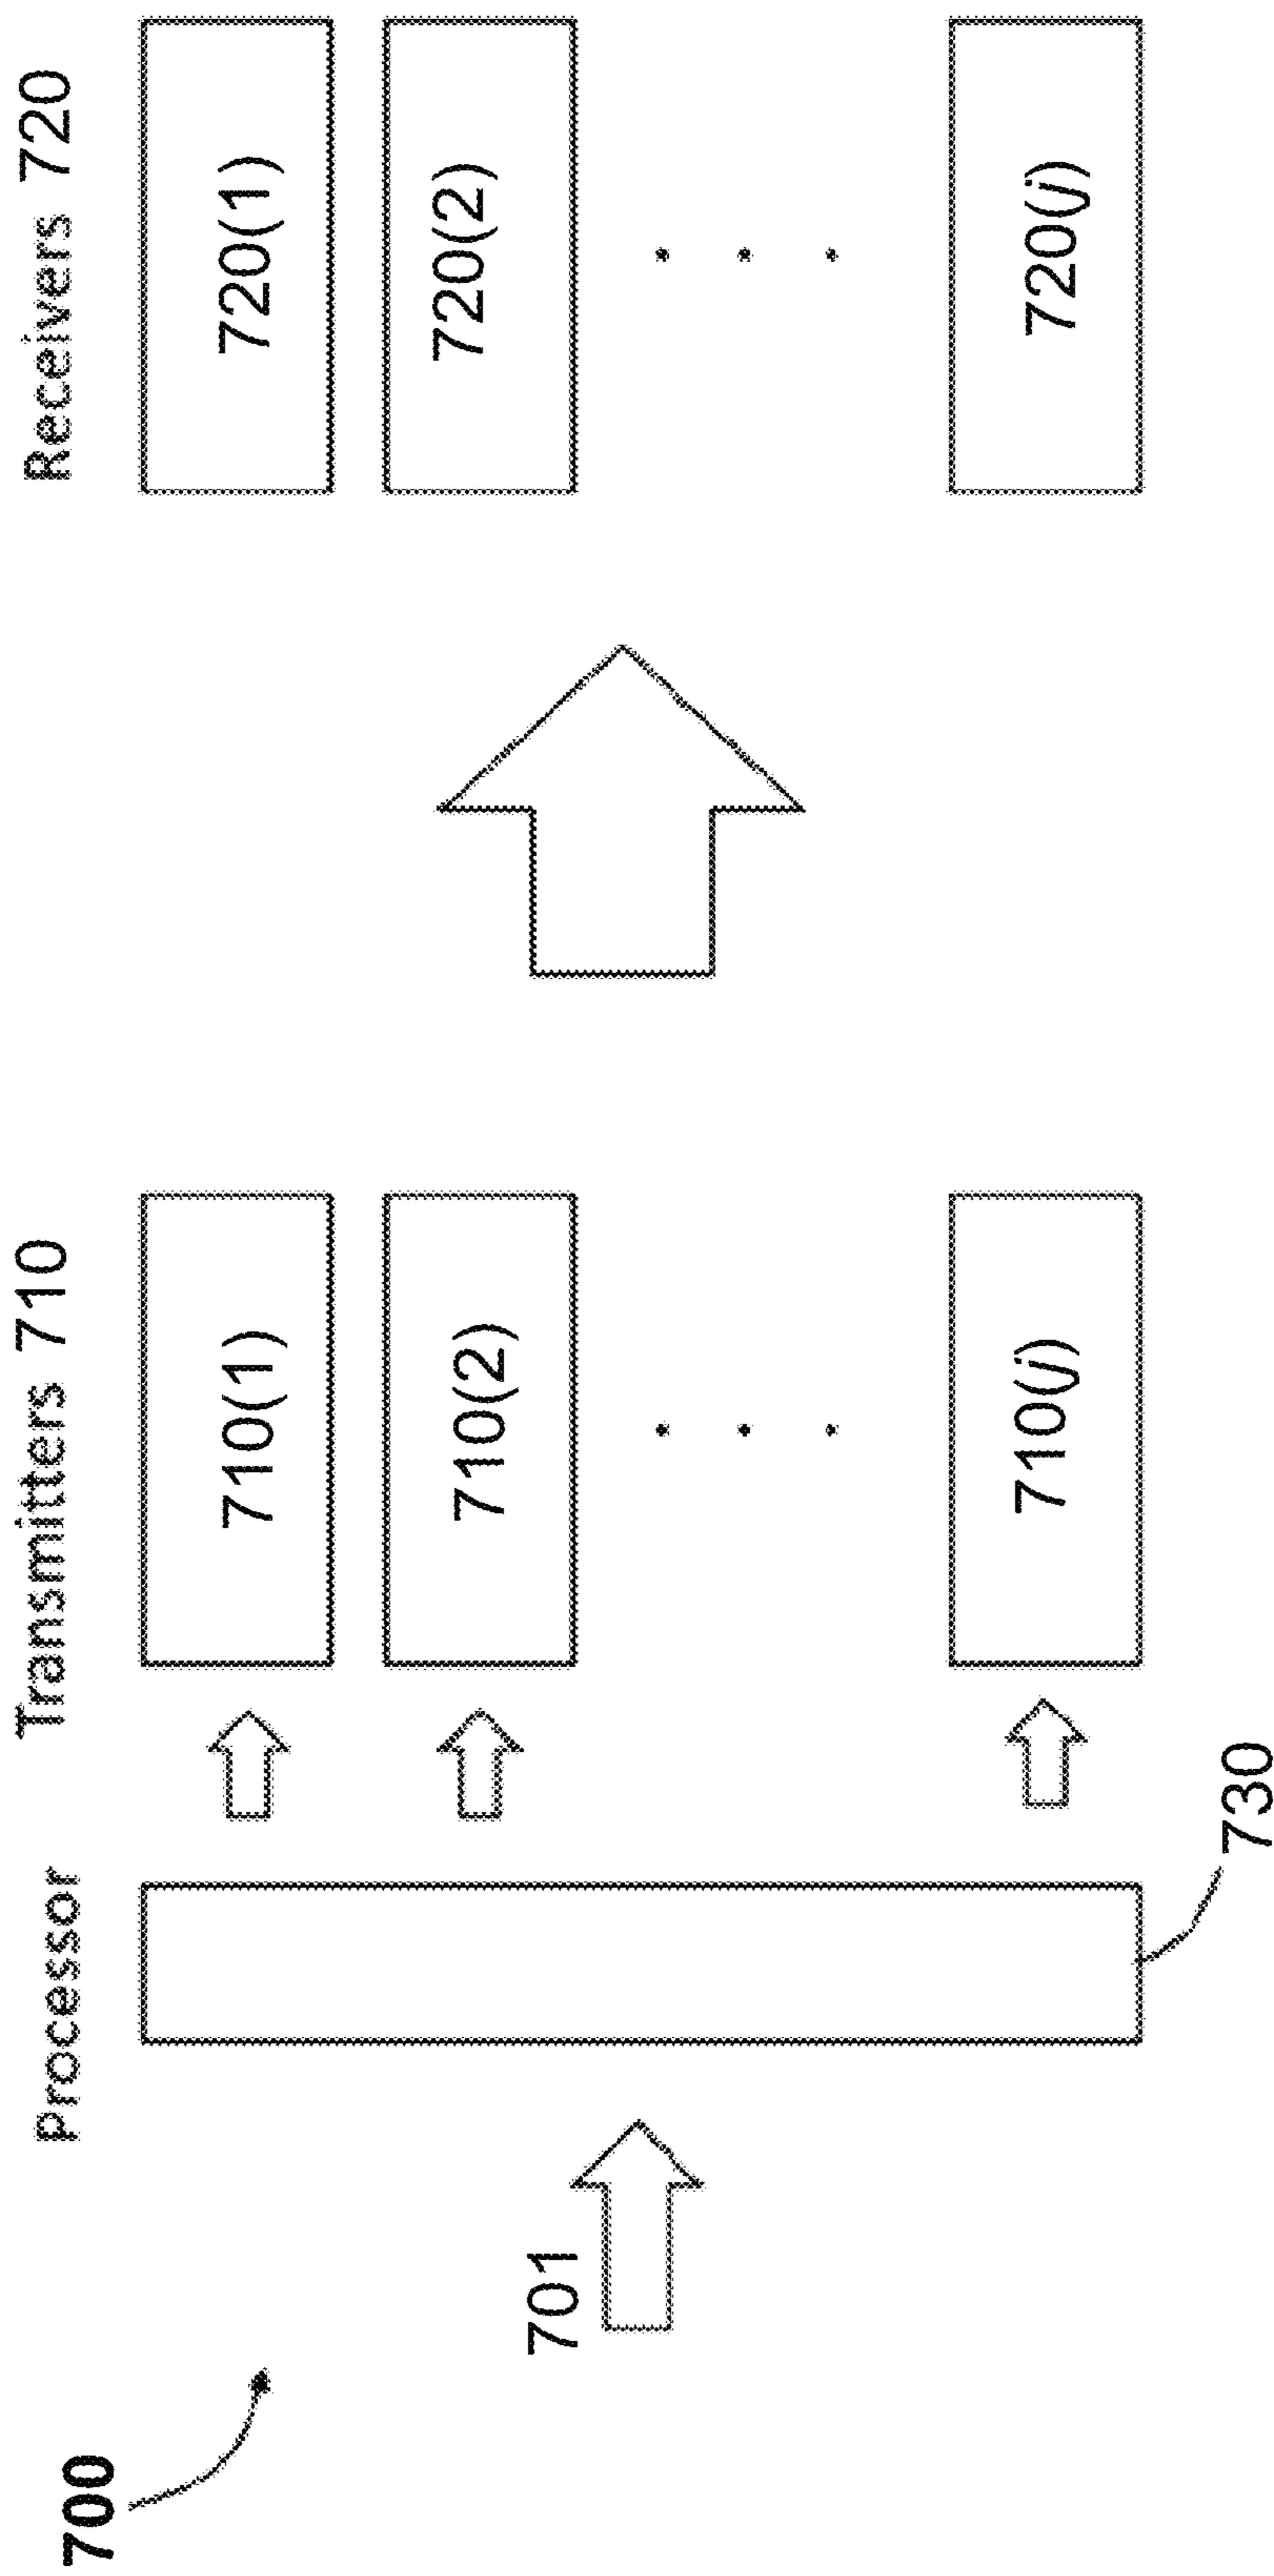 700
701
Processor
730
Transmitters 710
710(1)
710(2)
710(j)
Receivers 720
720(1)
720(2)
720(j)